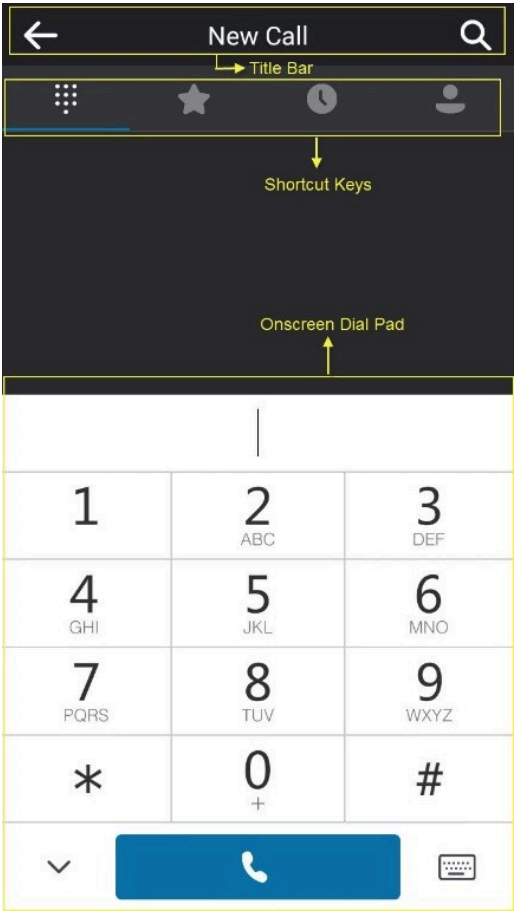 New Call
Title Bar
Shortcut Keys
Onscreen Dial Pad
1 2 3
ABC DEF
4 5 6
GHI JKL MNO
7 8 9
PQRS TUV WXYZ
* 0 #
+